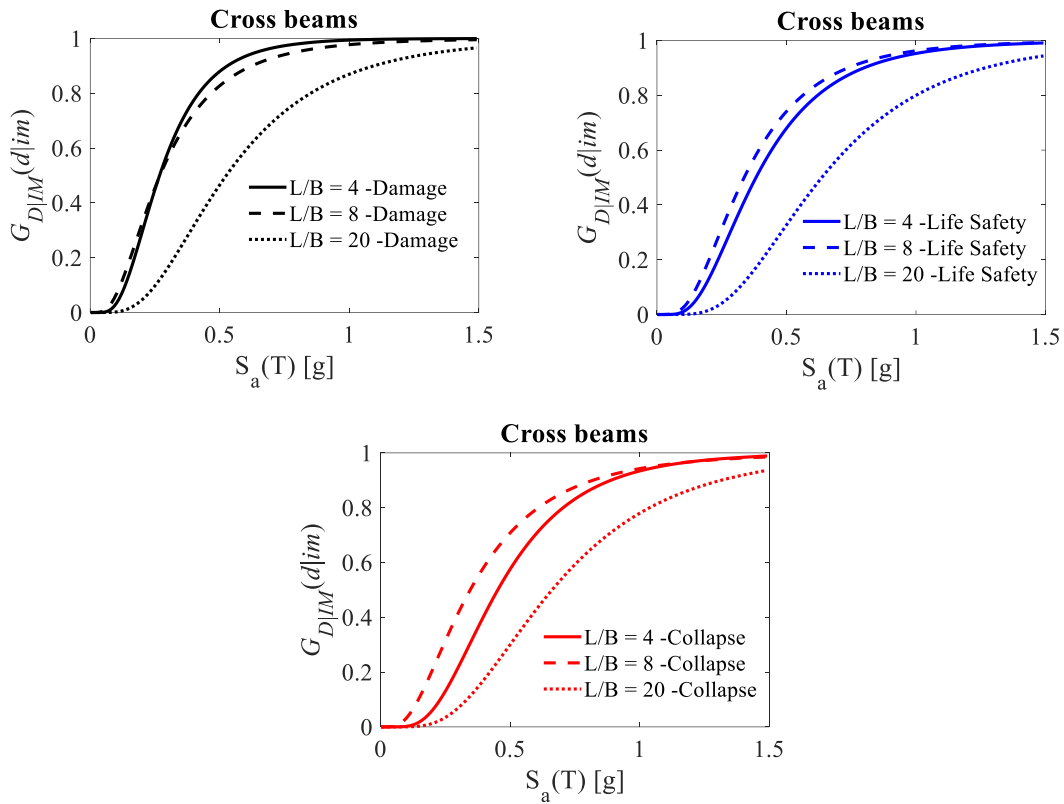 Cross beams
1
0.8
0.6
0.4
0.2
0
G_{D|IM}(d|im)
L/B = 4 -Damage
L/B = 8 -Damage
L/B = 20 -Damage
0 0.5 1 1.5
S_a(T) [g]
Cross beams
1
0.8
0.6
0.4
0.2
0
G_{D|IM}(d|im)
L/B = 4 -Life Safety
L/B = 8 -Life Safety
L/B = 20 -Life Safety
0 0.5 1 1.5
S_a(T) [g]
Cross beams
1
0.8
0.6
0.4
0.2
0
G_{D|IM}(d|im)
L/B = 4 -Collapse
L/B = 8 -Collapse
L/B = 20 -Collapse
0 0.5 1 1.5
S_a(T) [g]